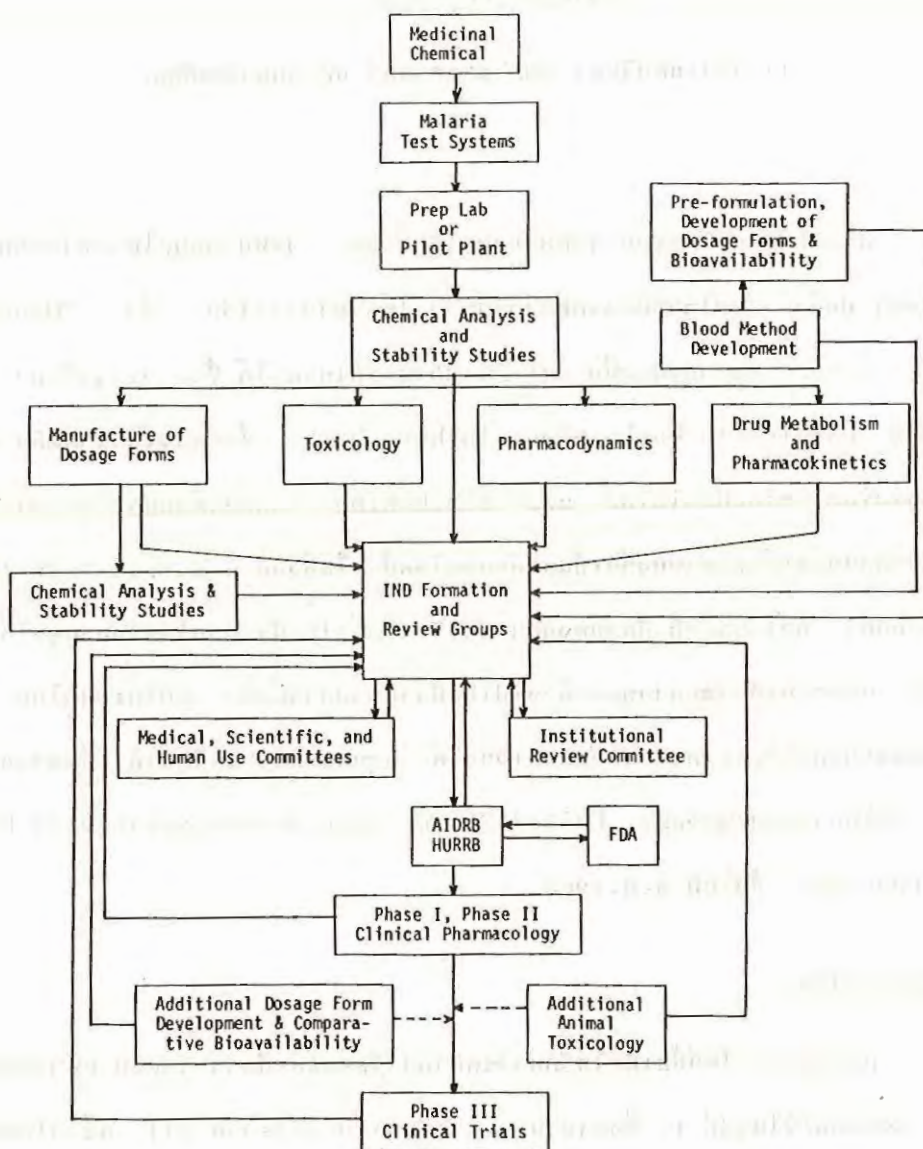 Medicinal
Chemical
Malaria
Test Systems
Prep Lab
or
Pilot Plant
Pre-formulation,
Development of
Dosage Forms &
Bioavailability
Chemical Analysis
and
Stability Studies
Blood Method
Development
Manufacture of
Dosage Forms
Toxicology
Pharmacodynamics
Drug Metabolism
and
Pharmacokinetics
Chemical Analysis &
Stability Studies
IND Formation
and
Review Groups
Medical, Scientific, and
Human Use Committees
Institutional
Review Committee
AIDRB
HURRB
FDA
Phase I, Phase II
Clinical Pharmacology
Additional Dosage Form
Development & Compara-
tive Bioavailability
Additional
Animal
Toxicology
Phase III
Clinical Trials